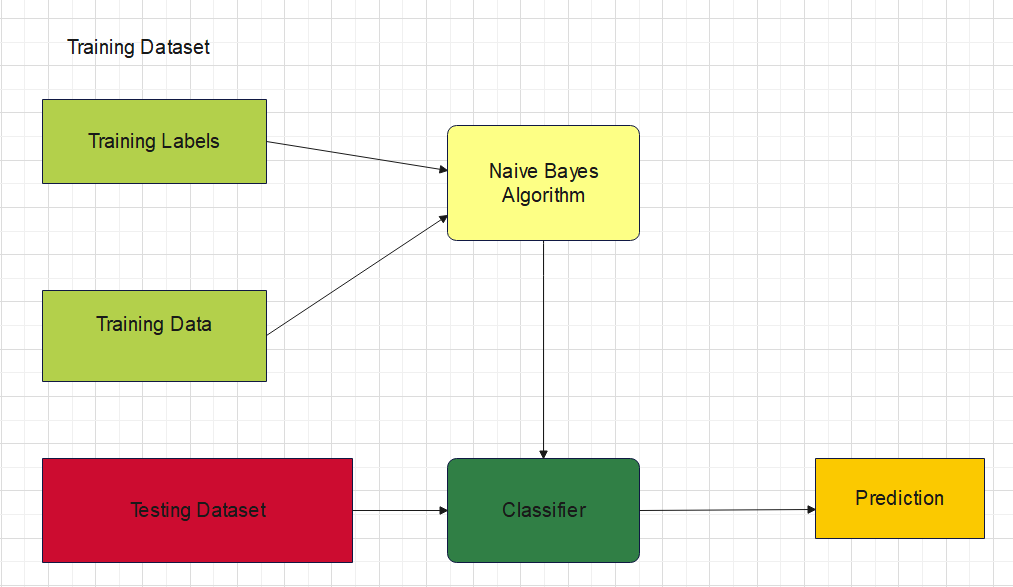 Training Dataset
Training Labels
Naive Bayes
Algorithm
Training Data
Testing Dataset
Classifier
Prediction